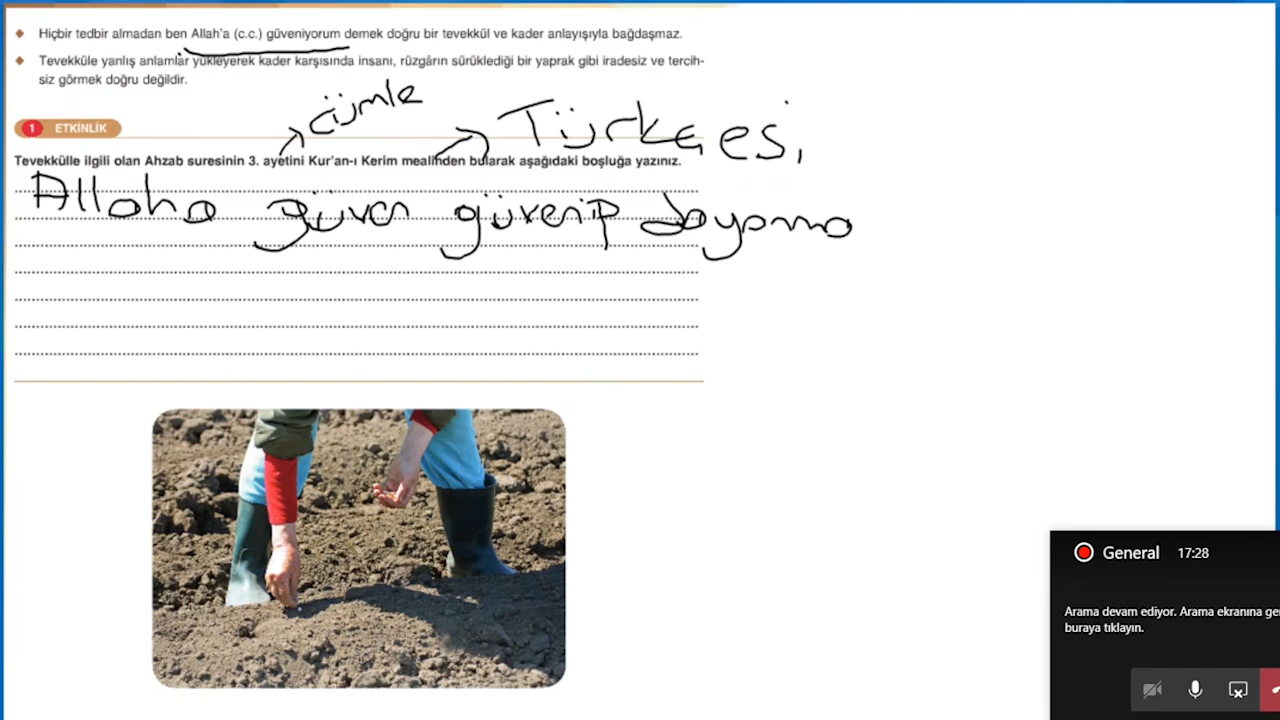 Hiçbir tedbir almadan ben Allah'a (c.c.) güveniyorum demek doğru bir tevekkül ve kader anlayışıyla bağdaşmaz.
Tevekküle yanlış anlamlar yükleyerek kader karşısında insanı, rüzgârın sürüklediği bir yaprak gibi iradesiz ve tercih-
siz görmek doğru değildir.
cümle
Türkçesi,
1 ETKİNLİK
Tevekkülle ilgili olan Ahzab suresinin 3. ayetini Kur'an-ı Kerim mealinden bularak aşağıdaki boşluğa yazınız.
Allaha güven güvenip dayanma
General 17:28
Arama devam ediyor. Arama ekranına ge
buraya tıklayın.